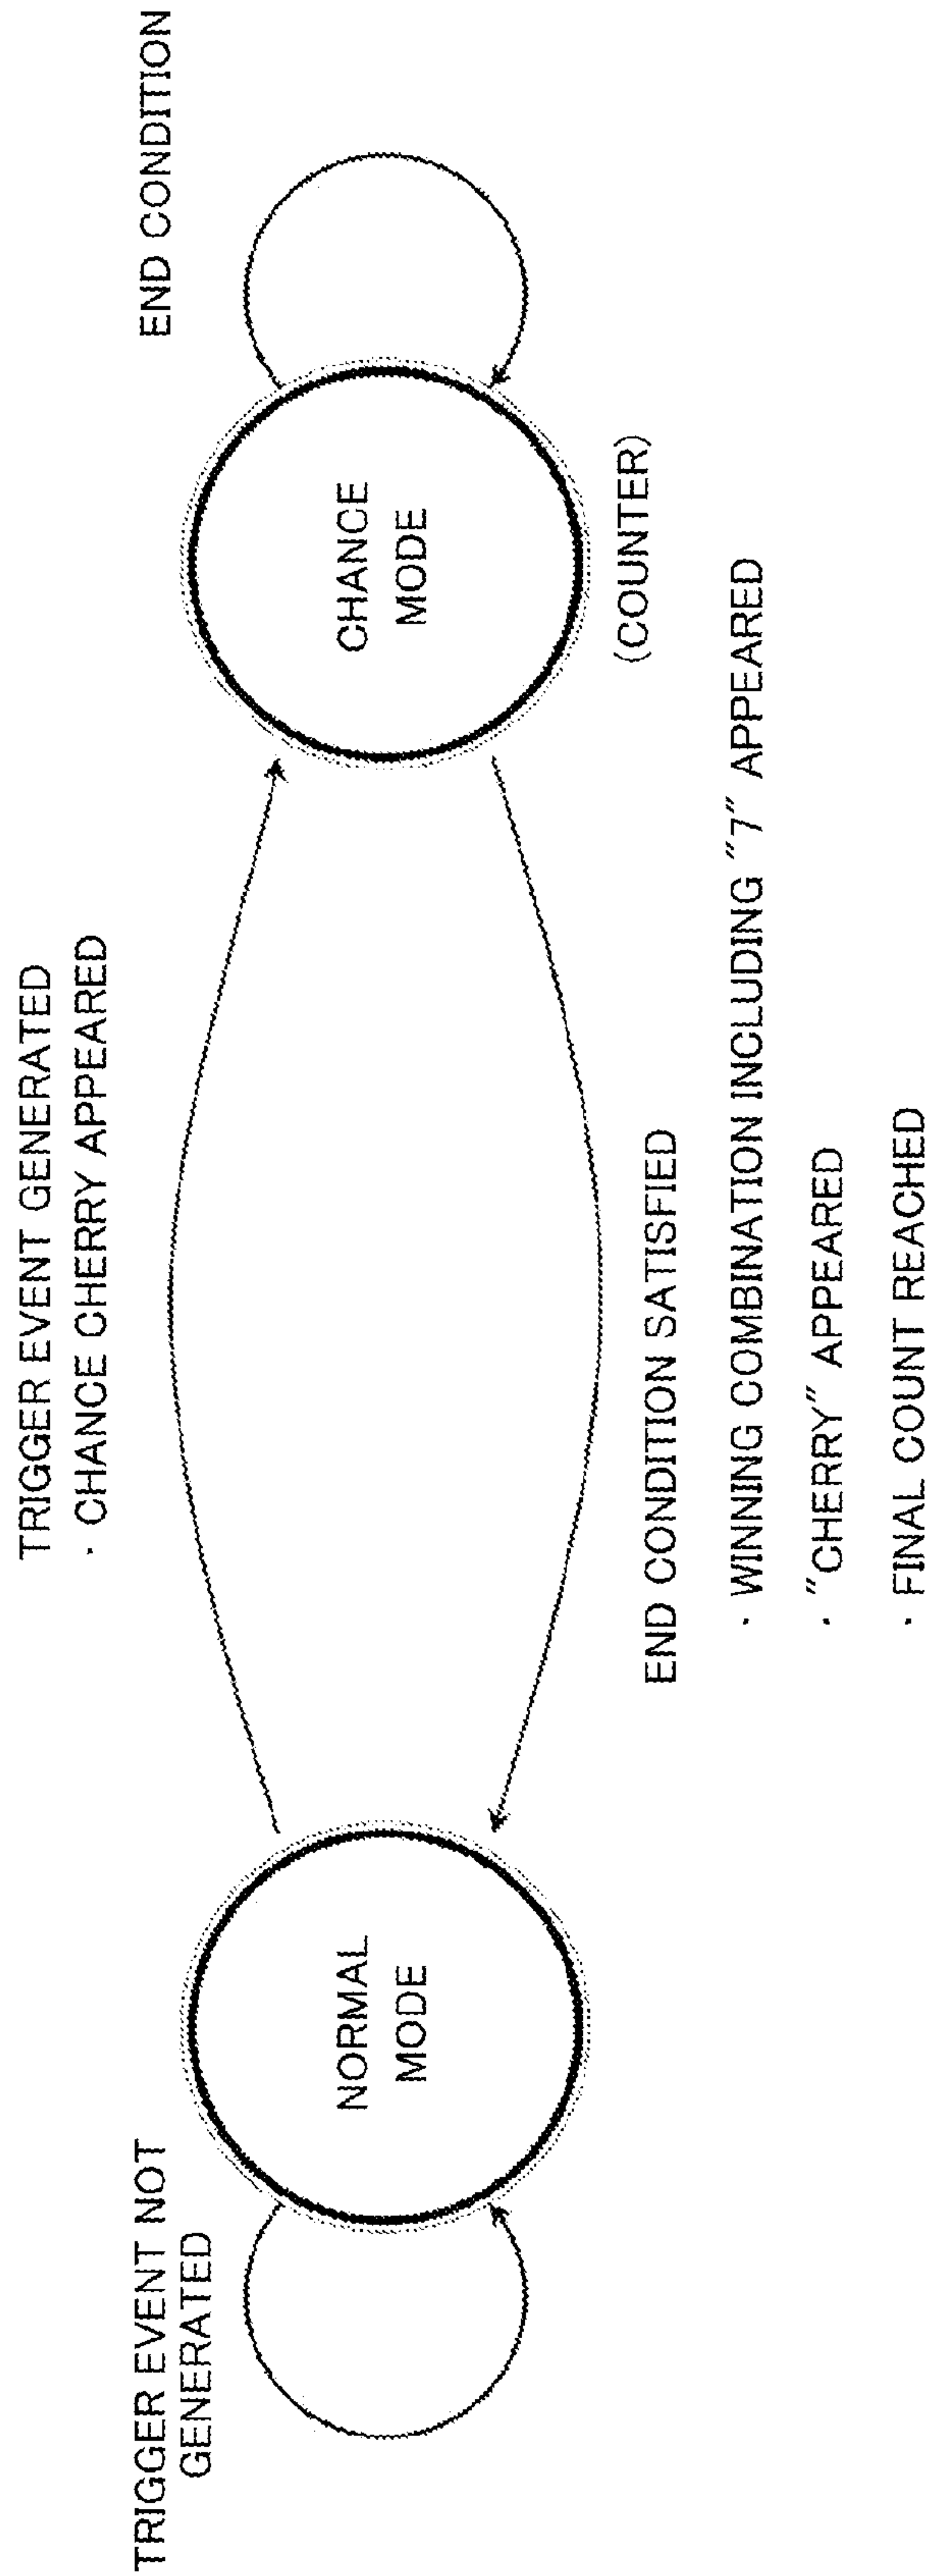 TRIGGER EVENT GENERATED
· CHANCE CHERRY APPEARED
TRIGGER EVENT NOT
GENERATED
END CONDITION
NORMAL
MODE
CHANCE
MODE
(COUNTER)
END CONDITION SATISFIED
· WINNING COMBINATION INCLUDING "7" APPEARED
· "CHERRY" APPEARED
· FINAL COUNT REACHED